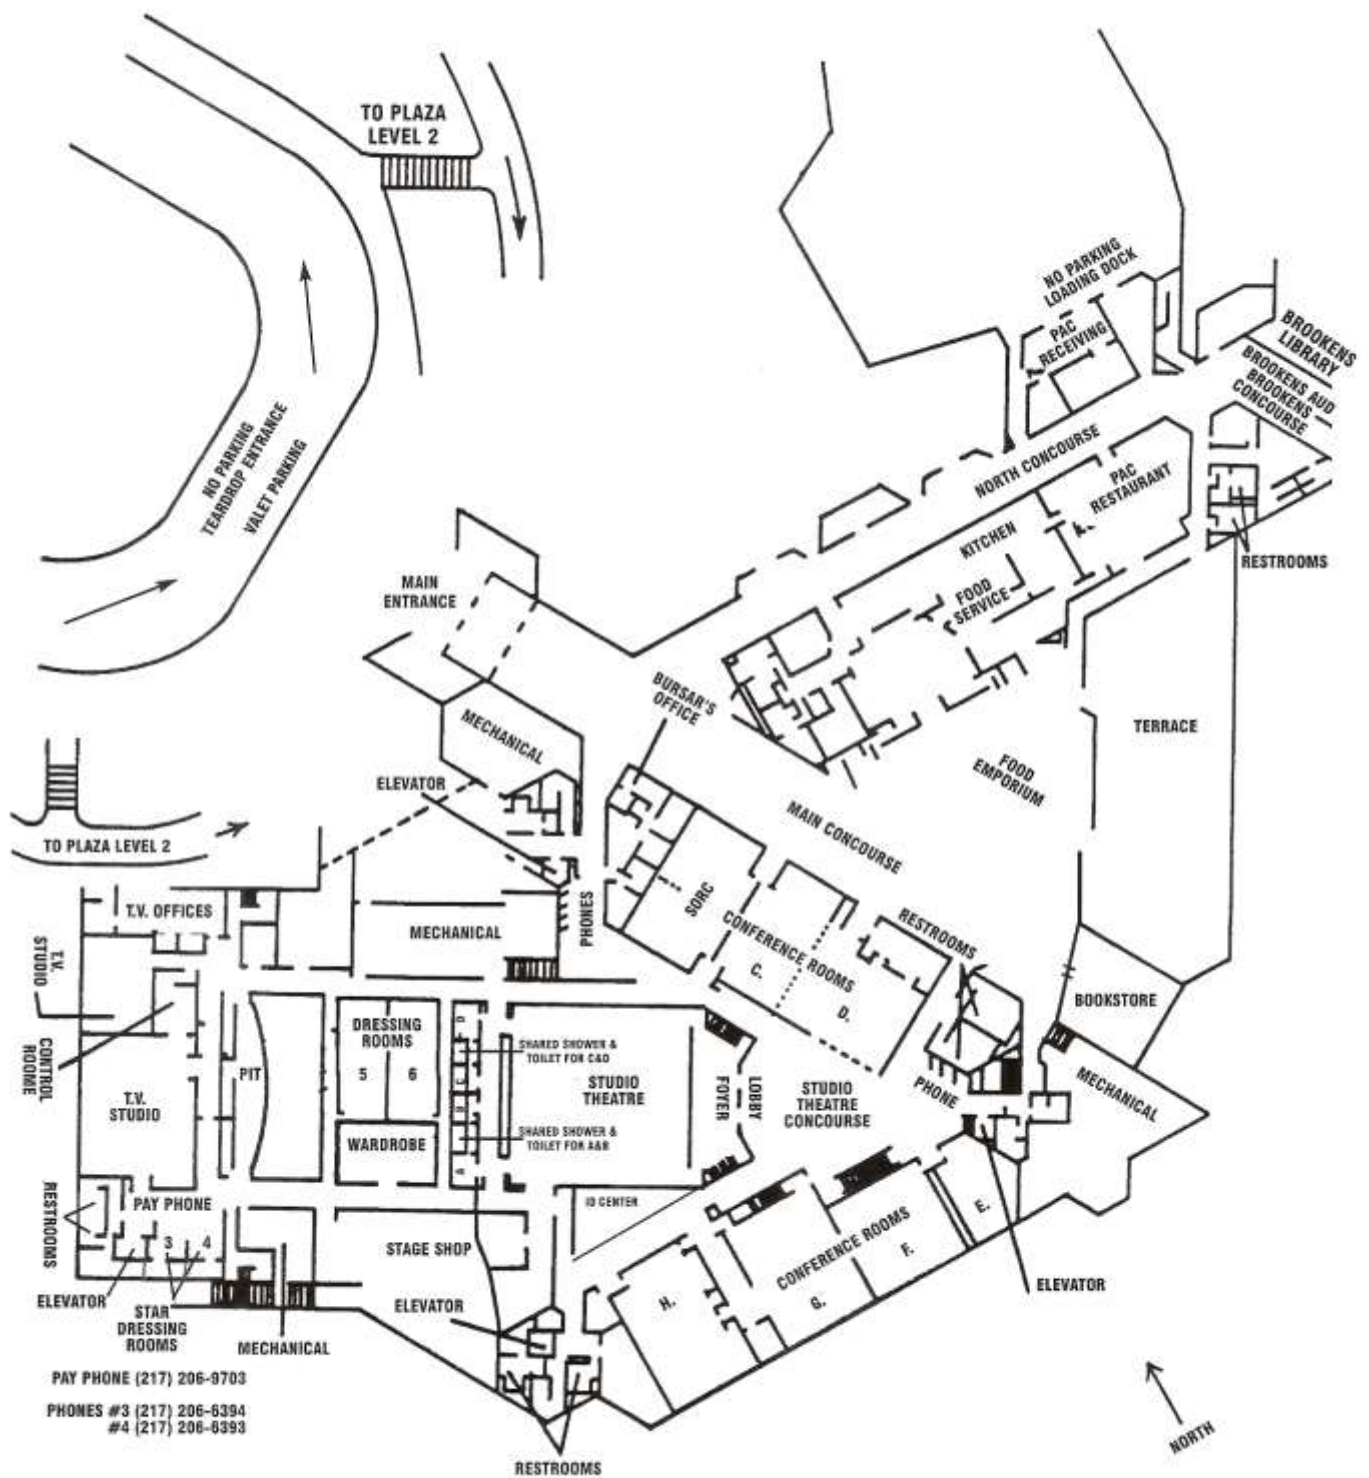 TO PLAZA
LEVEL 2
NO PARKING
LOADING DOCK
PAC
RECEIVING
BROOKENS
LIBRARY
BROOKENS AUD
BROOKENS
CONCOURSE
NO PARKING
TEARDROP ENTRANCE
VALET PARKING
NORTH CONCOURSE
PAC
RESTAURANT
KITCHEN
RESTROOMS
MAIN
ENTRANCE
FOOD
SERVICE
BURSAR'S
OFFICE
MECHANICAL
TERRACE
FOOD
EMPORIUM
ELEVATOR
MAIN CONCOURSE
TO PLAZA LEVEL 2
T.V. OFFICES
MECHANICAL
PHONES
SORC
CONFERENCE ROOMS
C.
D.
RESTROOMS
T.V.
STUDIO
BOOKSTORE
DRESSING
ROOMS
5
6
D
SHARED SHOWER &
TOILET FOR C&D
C
CONTROL
ROOME
PIT
STUDIO
THEATRE
FOYER
LOBBY
STUDIO
THEATRE
CONCOURSE
PHONE
MECHANICAL
T.V.
STUDIO
B
WARDROBE
SHARED SHOWER &
TOILET FOR A&B
A
RESTROOMS
PAY PHONE
ID CENTER
3
4
STAGE SHOP
CONFERENCE ROOMS
E.
F.
G.
H.
ELEVATOR
ELEVATOR
STAR
DRESSING
ROOMS
ELEVATOR
MECHANICAL
PAY PHONE (217) 206-9703
PHONES #3 (217) 206-6394
#4 (217) 206-6393
RESTROOMS
NORTH